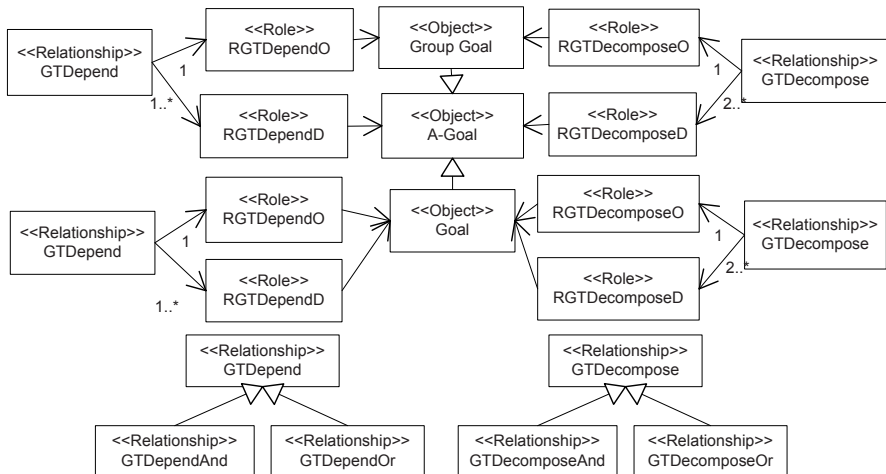 <<Relationship>>
GTDepend
1
1..*
<<Role>>
RGTDependO
<<Role>>
RGTDependD
<<Object>>
Group Goal
<<Object>>
A-Goal
<<Role>>
RGTDecomposeO
<<Role>>
RGTDecomposeD
1
2..*
<<Relationship>>
GTDecompose
<<Relationship>>
GTDepend
1
1..*
<<Role>>
RGTDependO
<<Role>>
RGTDependD
<<Object>>
Goal
<<Role>>
RGTDecomposeO
<<Role>>
RGTDecomposeD
1
2..*
<<Relationship>>
GTDecompose
<<Relationship>>
GTDepend
<<Relationship>>
GTDependAnd
<<Relationship>>
GTDependOr
<<Relationship>>
GTDecompose
<<Relationship>>
GTDecomposeAnd
<<Relationship>>
GTDecomposeOr